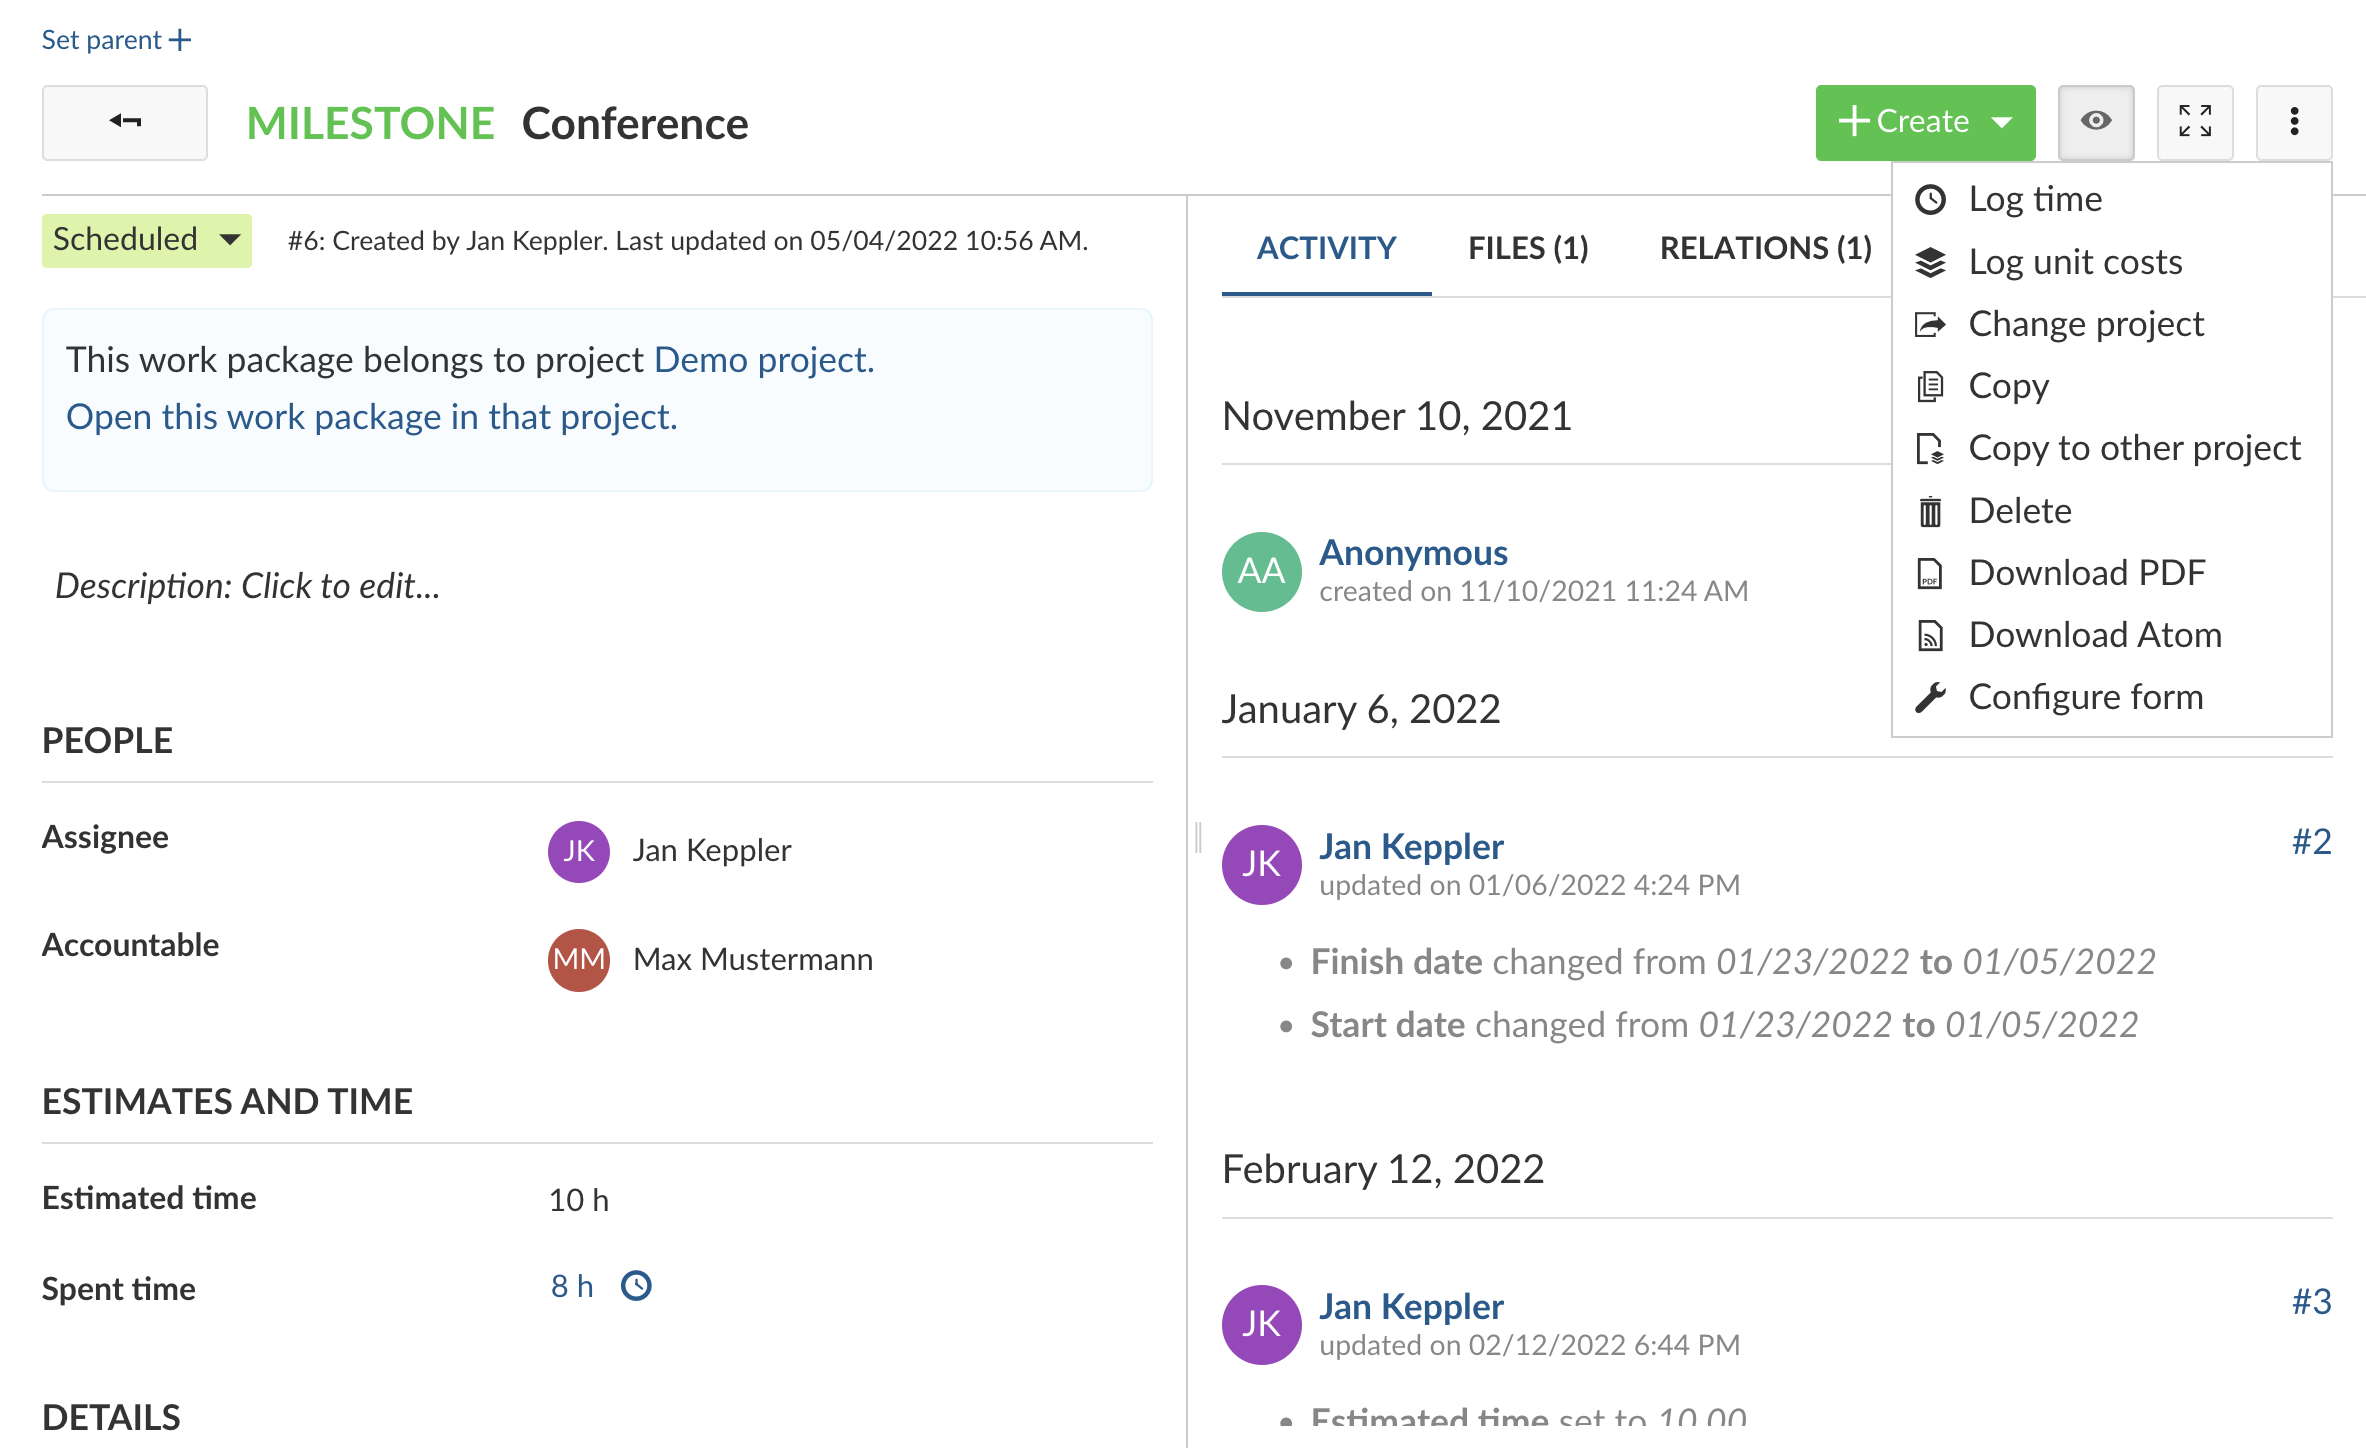 Set parent
MILESTONE Conference
Create
Scheduled
#6: Created by Jan Keppler. Last updated on 05/04/2022 10:56 AM.
This work package belongs to project Demo project.
Open this work package in that project.
Description: Click to edit...
PEOPLE
Assignee
JK Jan Keppler
Accountable
MM Max Mustermann
ESTIMATES AND TIME
Estimated time
10 h
Spent time
8 h
DETAILS
ACTIVITY
FILES (1)
RELATIONS (1)
November 10, 2021
AA Anonymous
created on 11/10/2021 11:24 AM
January 6, 2022
JK Jan Keppler
#2
updated on 01/06/2022 4:24 PM
• Finish date changed from 01/23/2022 to 01/05/2022
• Start date changed from 01/23/2022 to 01/05/2022
February 12, 2022
JK Jan Keppler
#3
updated on 02/12/2022 6:44 PM
• Estimated time set to 10.00
Log time
Log unit costs
Change project
Copy
Copy to other project
Delete
PDF Download PDF
Download Atom
Configure form